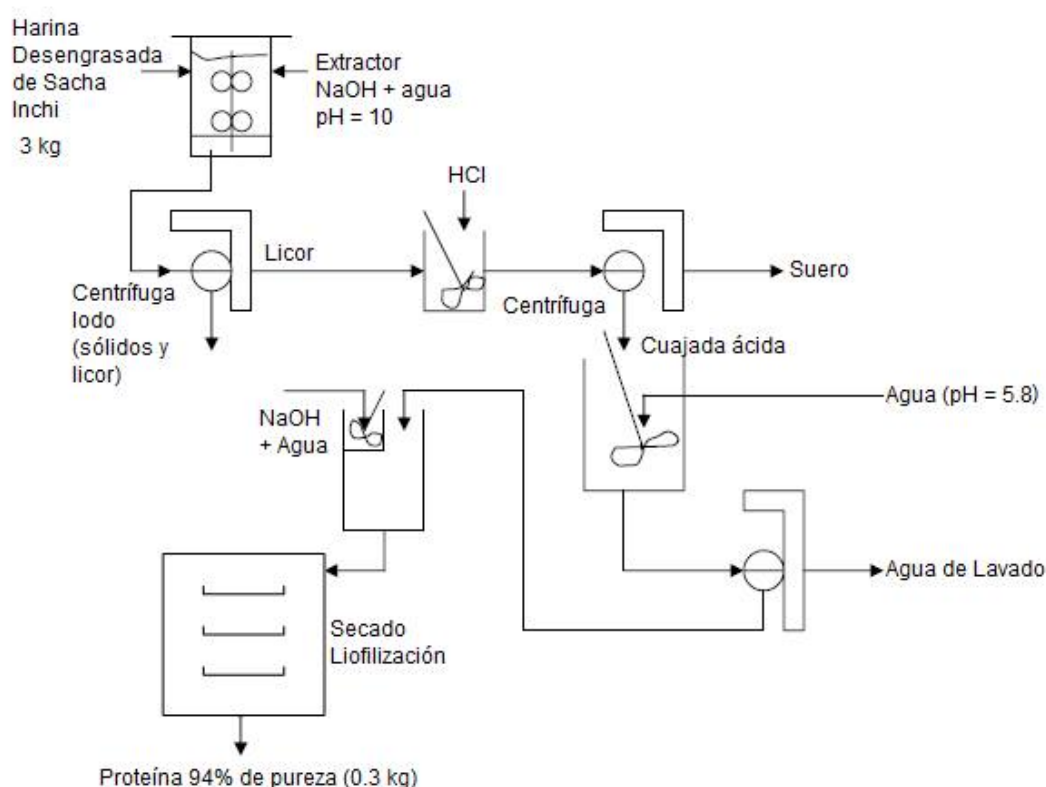 Harina
Desengrasada
de Sacha
Inchi
3 kg
Extractor
NaOH + agua
pH = 10
HCl
Licor
Suero
Centrífuga
lodo
(sólidos y
licor)
Centrífuga
Cuajada ácida
Agua (pH = 5.8)
NaOH
+ Agua
Agua de Lavado
Secado
Liofilización
Proteína 94% de pureza (0.3 kg)